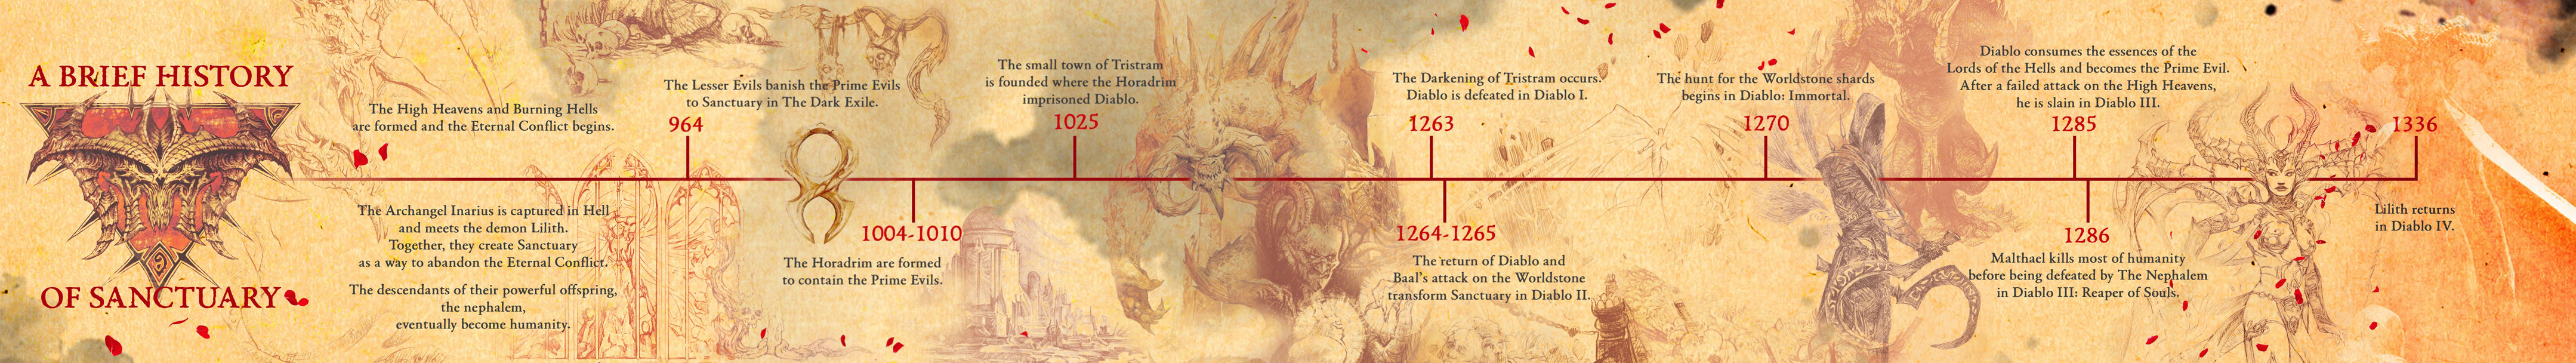 A BRIEF HISTORY
OF SANCTUARY
The High Heavens and Burning Hells
are formed and the Eternal Conflict begins.
The Archangel Inarius is captured in Hell
and meets the demon Lilith.
Together, they create Sanctuary
as a way to abandon the Eternal Conflict.
The descendants of their powerful offspring,
the nephalem,
eventually become humanity.
The Lesser Evils banish the Prime Evils
to Sanctuary in The Dark Exile.
964
1004-1010
The Horadrim are formed
to contain the Prime Evils.
The small town of Tristram
is founded where the Horadrim
imprisoned Diablo.
1025
The Darkening of Tristram occurs.
Diablo is defeated in Diablo I.
1263
1264-1265
The return of Diablo and
Baal's attack on the Worldstone
transform Sanctuary in Diablo II.
The hunt for the Worldstone shards
begins in Diablo: Immortal.
1270
Diablo consumes the essences of the
Lords of the Hells and becomes the Prime Evil.
After a failed attack on the High Heavens,
he is slain in Diablo III.
1285
1286
Malthael kills most of humanity
before being defeated by The Nephalem
in Diablo III: Reaper of Souls.
1336
Lilith returns
in Diablo IV.